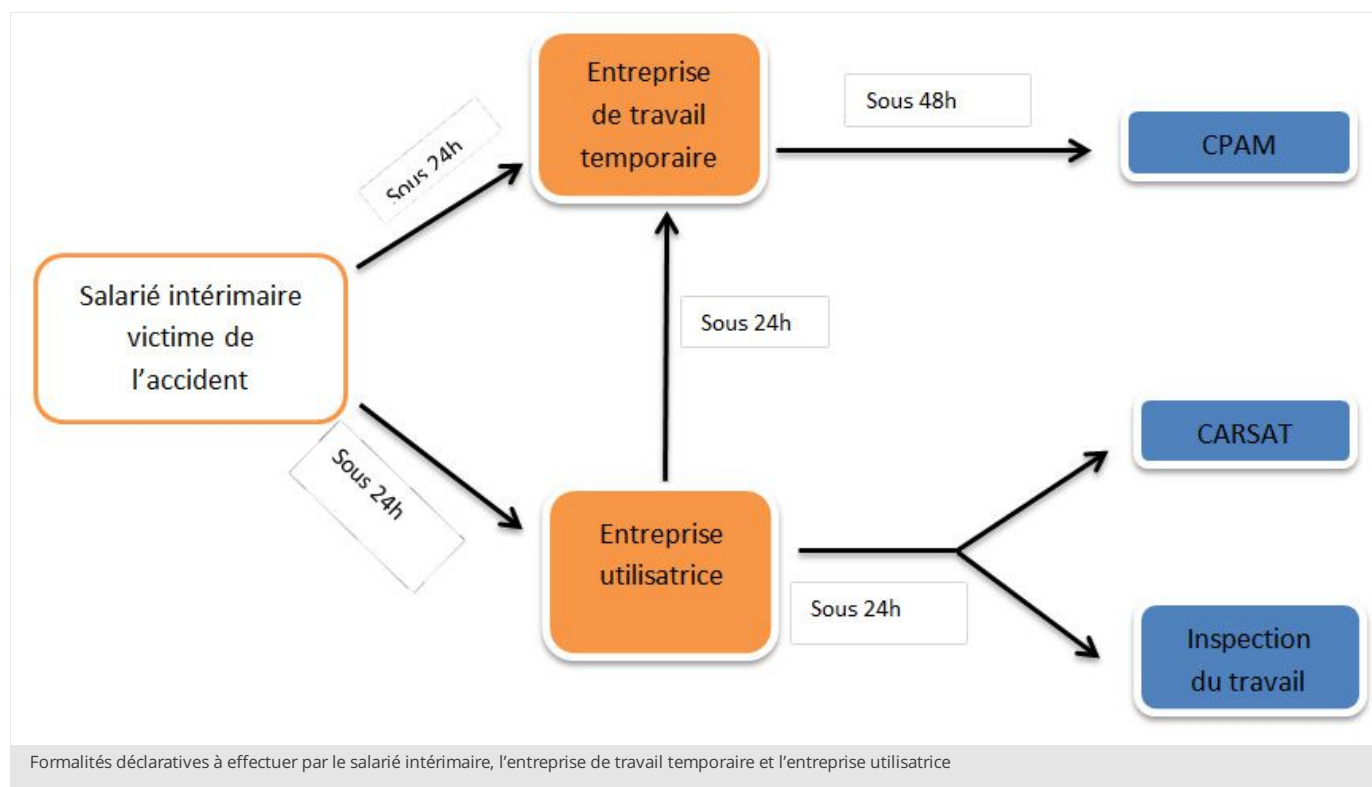 Entreprise
de travail
temporaire
Sous 48h
CPAM
Sous 24h
Salarié intérimaire
victime de
l'accident
Sous 24h
Sous 24h
CARSAT
Entreprise
utilisatrice
Sous 24h
Inspection
du travail
Formalités déclaratives à effectuer par le salarié intérimaire, l'entreprise de travail temporaire et l'entreprise utilisatrice